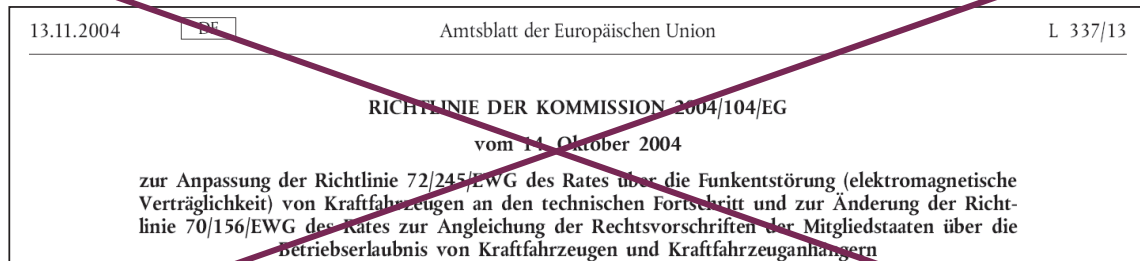 13.11.2004 DE Amtsblatt der Europäischen Union L 337/13
RICHTLINIE DER KOMMISSION 2004/104/EG
vom 14. Oktober 2004
zur Anpassung der Richtlinie 72/245/EWG des Rates über die Funkentstörung (elektromagnetische
Verträglichkeit) von Kraftfahrzeugen an den technischen Fortschritt und zur Änderung der Richt-
linie 70/156/EWG des Rates zur Angleichung der Rechtsvorschriften der Mitgliedstaaten über die
Betriebserlaubnis von Kraftfahrzeugen und Kraftfahrzeuganhängern